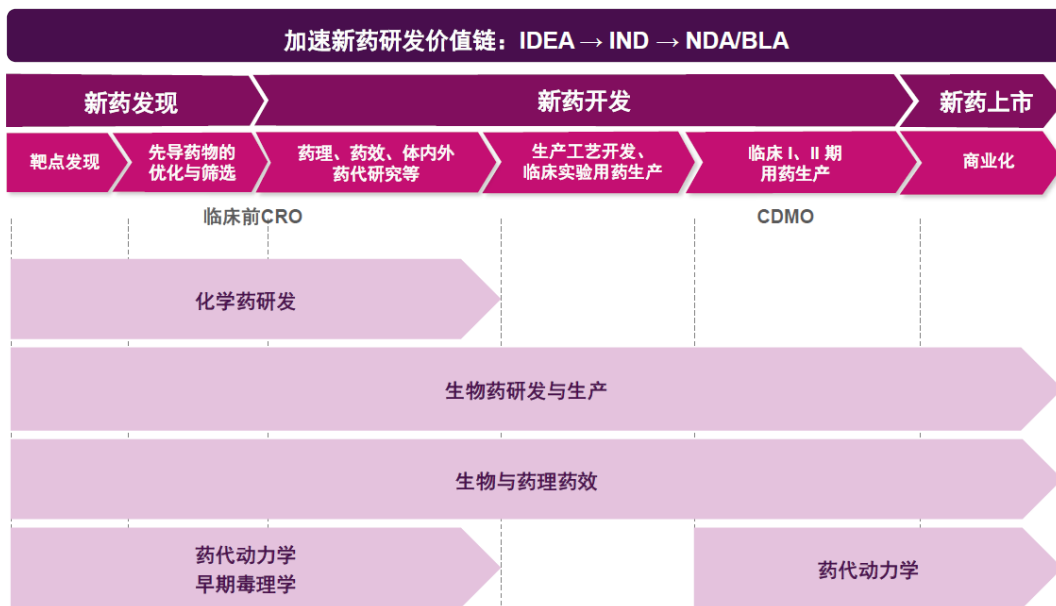 加速新药研发价值链：IDEA → IND → NDA/BLA
新药发现
新药开发
新药上市
靶点发现
先导药物的
优化与筛选
药理、药效、体内外
药代研究等
生产工艺开发、
临床实验用药生产
临床 I、II 期
用药生产
商业化
临床前CRO
CDMO
化学药研发
生物药研发与生产
生物与药理药效
药代动力学
早期毒理学
药代动力学